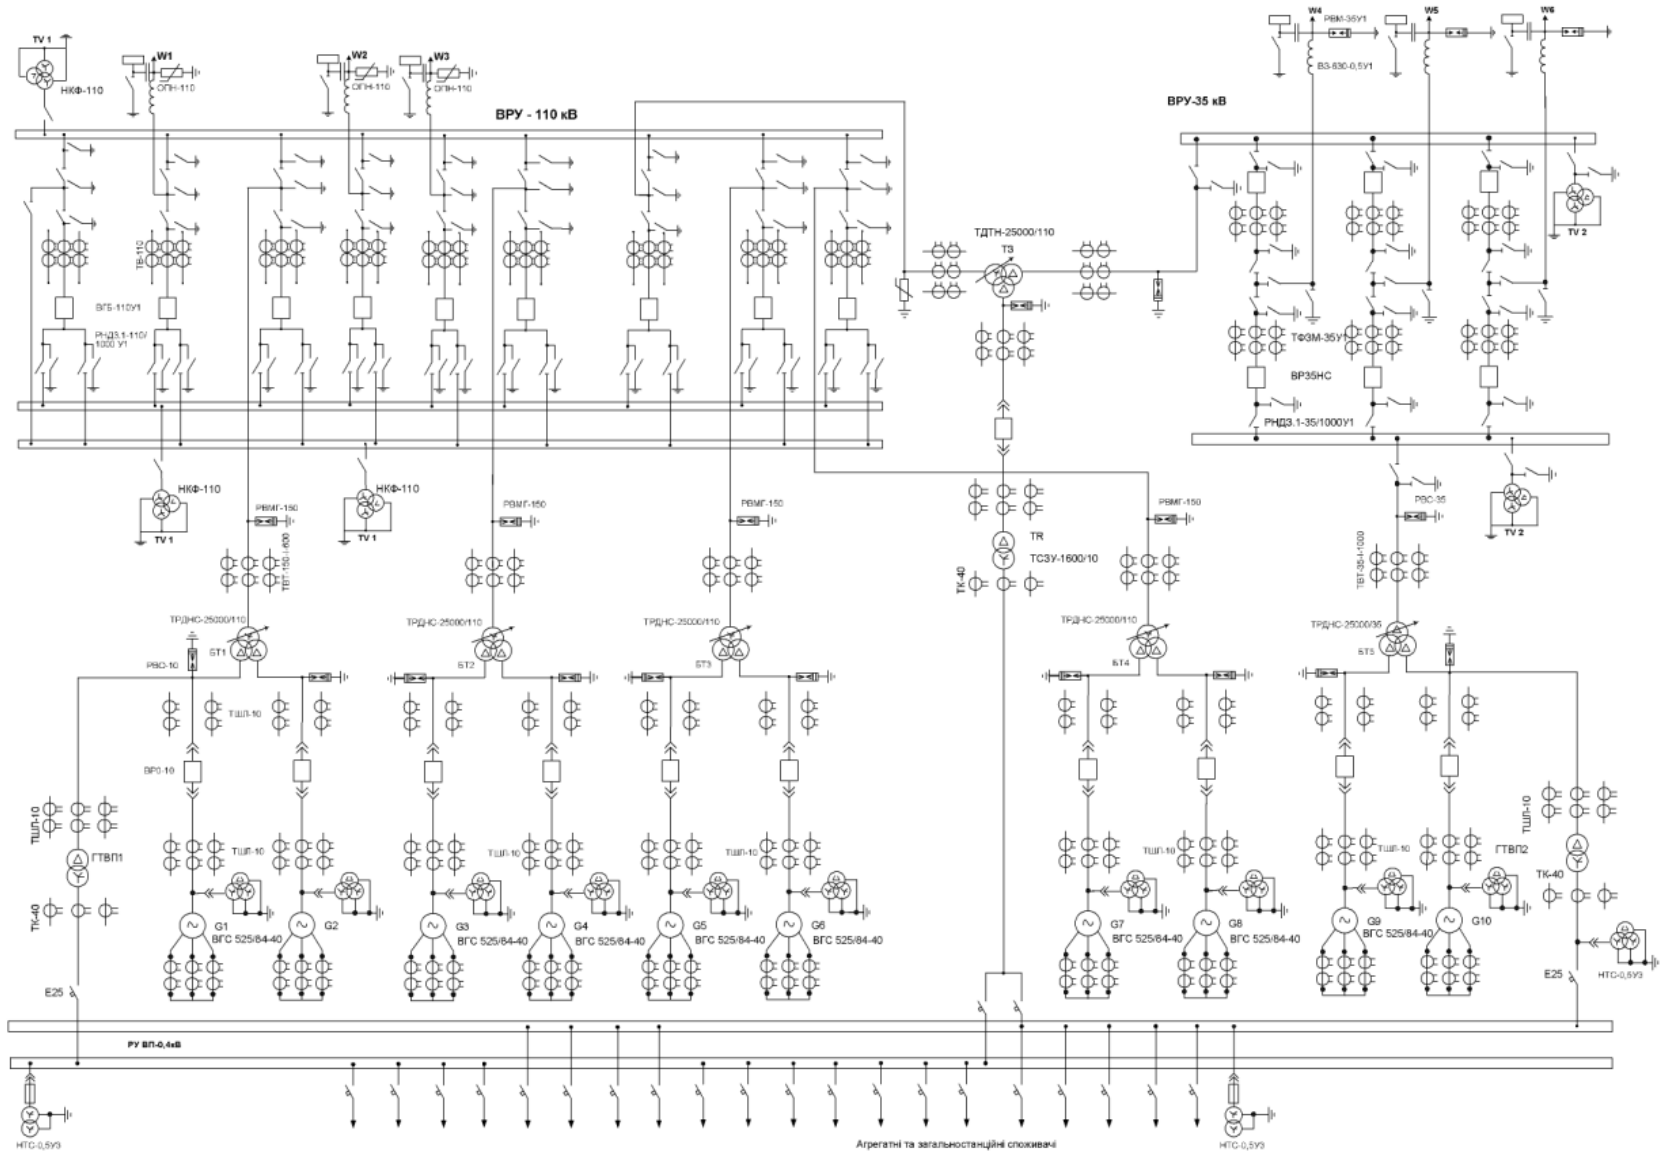 TV 1
НКФ-110
W1
ОПН-110
W2
ОПН-110
W3
ОПН-110
ВРУ - 110 кВ
ВРУ-35 кВ
W4
РВМ-35У1
W5
W6
ВЗ-630-0,5У1
ТВ-110
ВГБ-110У1
РНДЗ.1-110/
1000 У1
ТДТН-25000/110
Т3
TV 2
ТФЗМ-35У1
ВР35НС
РНДЗ.1-35/1000У1
НКФ-110
TV 1
НКФ-110
TV 1
РВМГ-150
РВМГ-150
РВМГ-150
РВМГ-150
РВС-35
TV 2
ТВТ-150-I-600
ТВТ-35-I-1000
TR
ТСЗУ-1600/10
ТК-40
ТРДНС-25000/110
БТ1
ТРДНС-25000/110
БТ2
ТРДНС-25000/110
БТ3
ТРДНС-25000/110
БТ4
ТРДНС-25000/35
БТ5
РВО-10
ТШЛ-10
ВР0-10
ТШЛ-10
ТШЛ-10
ТШЛ-10
ТШЛ-10
ТШЛ-10
ТШЛ-10
ТШЛ-10
ГТВП1
ГТВП2
ТК-40
ТК-40
G1
ВГС 525/84-40
G2
G3
ВГС 525/84-40
G4
ВГС 525/84-40
G5
ВГС 525/84-40
G6
ВГС 525/84-40
G7
ВГС 525/84-40
G8
ВГС 525/84-40
G9
ВГС 525/84-40
G10
Е25
Е25
НТС-0,5УЗ
РУ ВП-0,4кВ
НТС-0,5УЗ
НТС-0,5УЗ
Агрегатні та загальностанційні споживачі